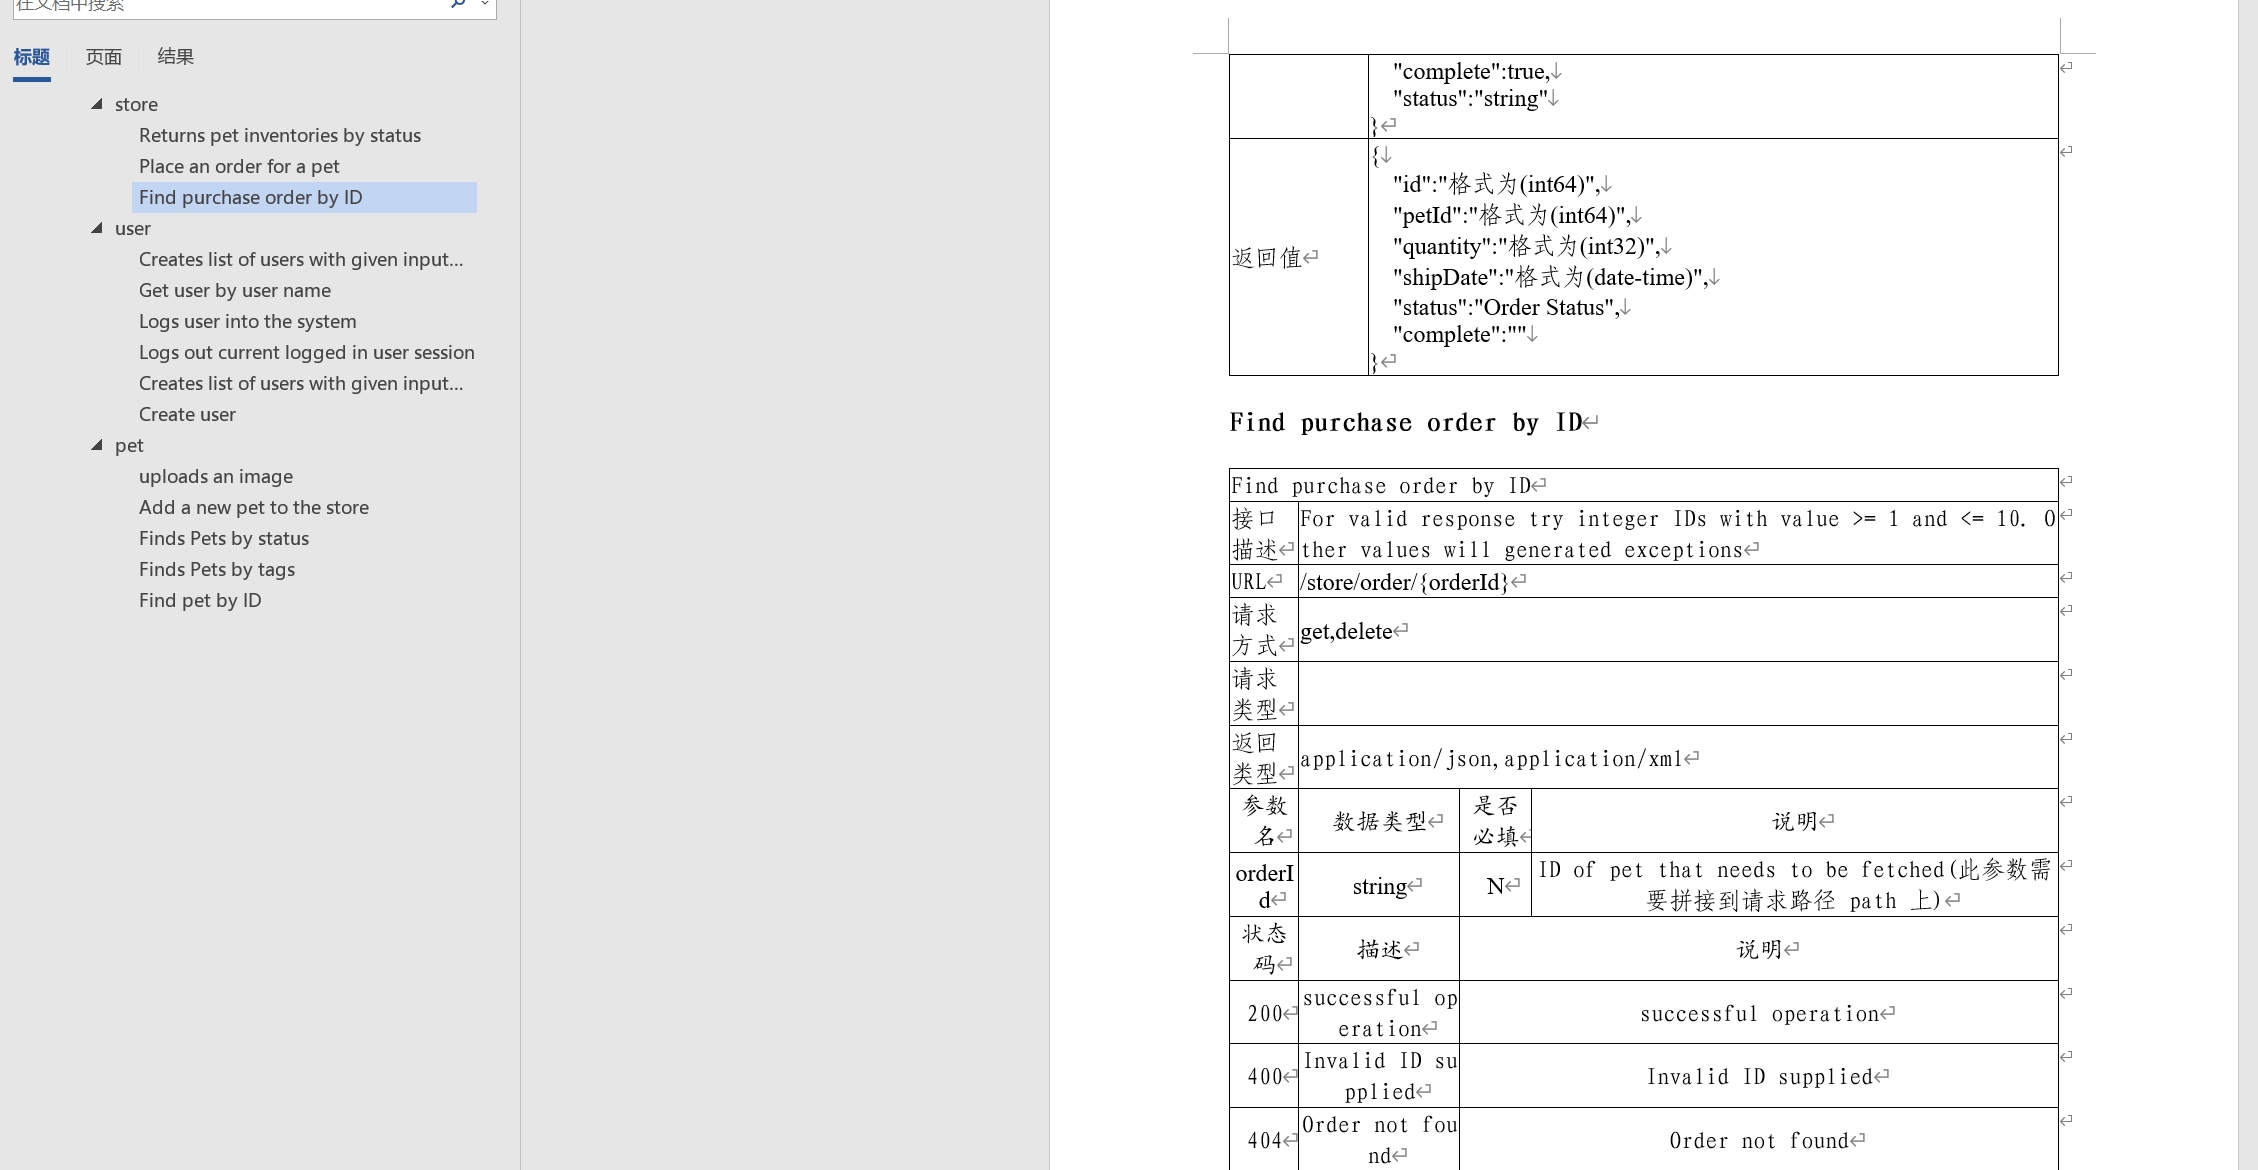 在文档中搜索
标题
页面
结果
store
Returns pet inventories by status
Place an order for a pet
Find purchase order by ID
user
Creates list of users with given input...
Get user by user name
Logs user into the system
Logs out current logged in user session
Creates list of users with given input...
Create user
pet
uploads an image
Add a new pet to the store
Finds Pets by status
Finds Pets by tags
Find pet by ID
"complete":true,↓
"status":"string"↓
}↵
返回值↵
{↓
"id":"格式为(int64)",↓
"petId":"格式为(int64)",↓
"quantity":"格式为(int32)",↓
"shipDate":"格式为(date-time)",↓
"status":"Order Status",↓
"complete":""↓
}↵
Find purchase order by ID↵
Find purchase order by ID↵
接口
描述↵
For valid response try integer IDs with value >= 1 and <= 10. O
ther values will generated exceptions↵
URL↵
/store/order/{orderId}↵
请求
方式↵
get,delete↵
请求
类型↵
返回
类型↵
application/json,application/xml↵
参数
名↵
数据类型↵
是否
必填↵
说明↵
orderI
d↵
string↵
N↵
ID of pet that needs to be fetched(此参数需
要拼接到请求路径 path 上)↵
状态
码↵
描述↵
说明↵
200↵
successful op
eration↵
successful operation↵
400↵
Invalid ID su
pplied↵
Invalid ID supplied↵
404↵
Order not fou
nd↵
Order not found↵